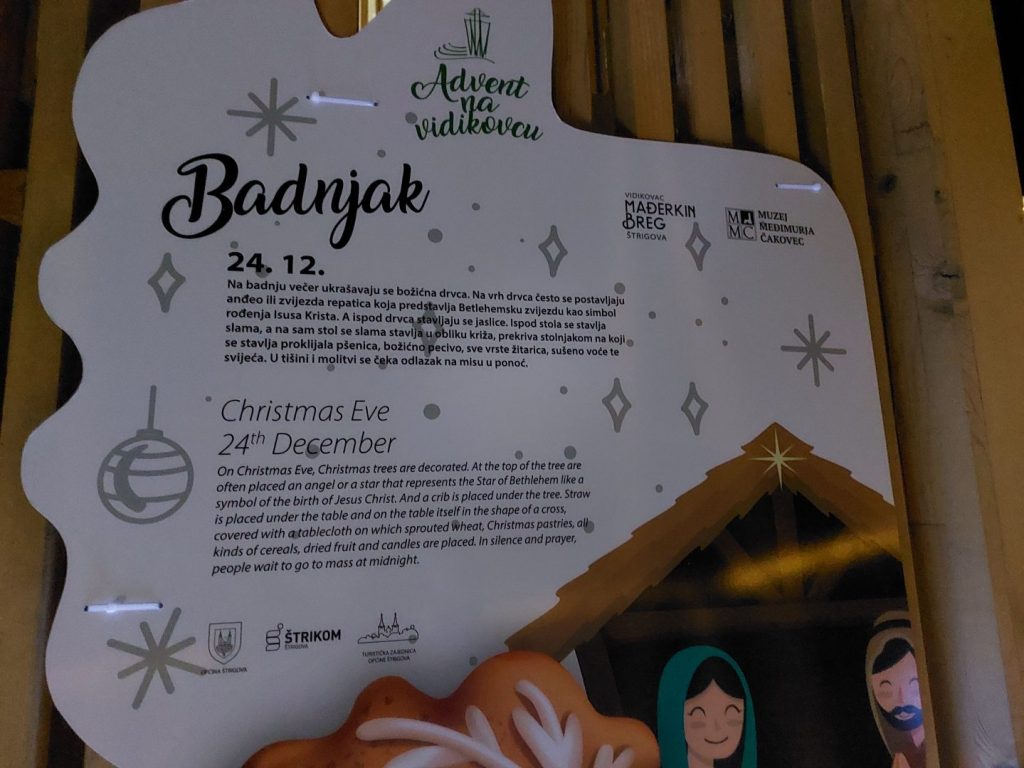 Advent
na
vidikovcu
Badnjak
VIDIKOVAC
MAĐERKIN
BREG
ŠTRIGOVA
MMMC
MUZEJ
MEĐIMURJA
ČAKOVEC
24. 12.
Na badnju večer ukrašavaju se božićna drvca. Na vrh drvca često se postavljaju
anđeo ili zvijezda repatica koja predstavlja Betlehemsku zvijezdu kao simbol
rođenja Isusa Krista. A ispod drvca stavljaju se jaslice. Ispod stola se stavlja
slama, a na sam stol se slama stavlja u obliku križa, prekriva stolnjakom na koji
se stavlja proklijala pšenica, božićno pecivo, sve vrste žitarica, sušeno voće te
svijeća. U tišini i molitvi se čeka odlazak na misu u ponoć.
Christmas Eve
24th December
On Christmas Eve, Christmas trees are decorated. At the top of the tree are
often placed an angel or a star that represents the Star of Bethlehem like a
symbol of the birth of Jesus Christ. And a crib is placed under the tree. Straw
is placed under the table and on the table itself in the shape of a cross,
covered with a tablecloth on which sprouted wheat, Christmas pastries, all
kinds of cereals, dried fruit and candles are placed. In silence and prayer,
people wait to go to mass at midnight.
OPĆINA ŠTRIGOVA
ŠTRIKOM
ŠTRIGOVA
TURISTIČKA ZAJEDNICA
OPĆINE ŠTRIGOVA